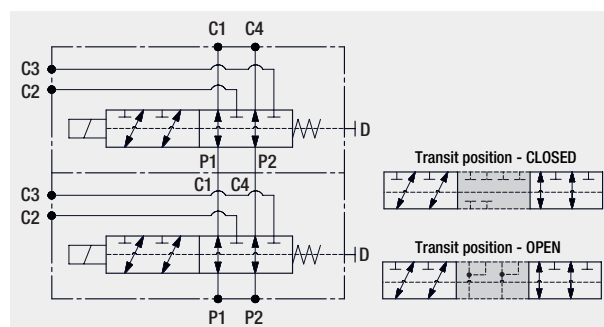 C1 C4
C3
C2
D
P1 P2
Transit position - CLOSED
C1 C4
C3
C2
Transit position - OPEN
D
P1 P2